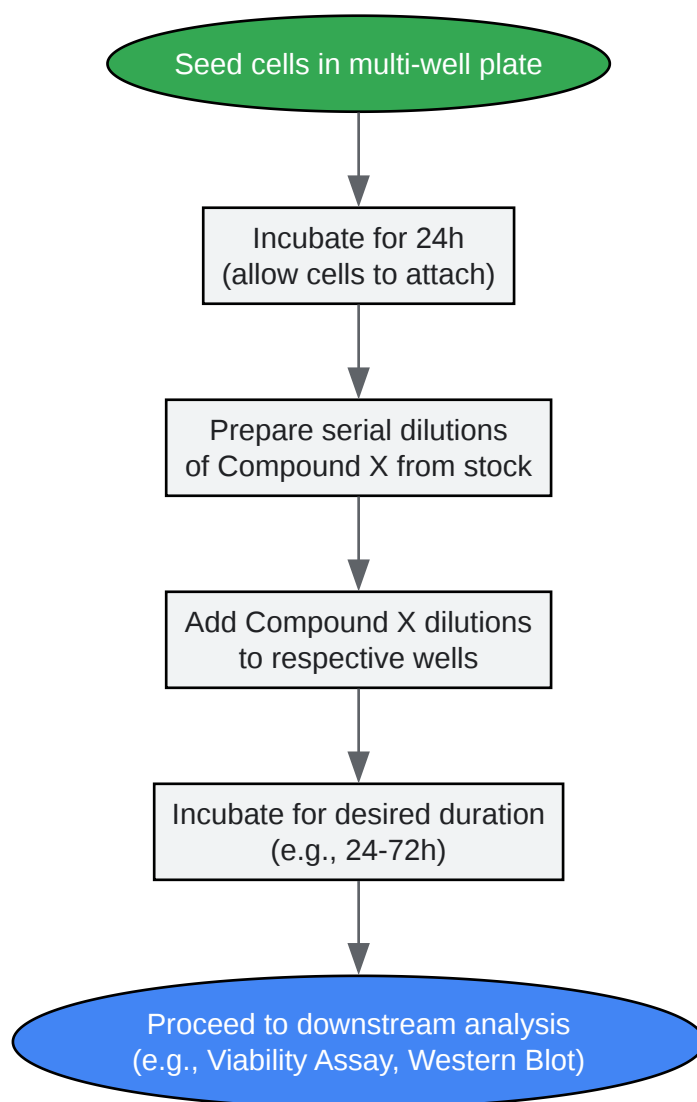 Seed cells in multi-well plate
Incubate for 24h
(allow cells to attach)
Prepare serial dilutions
of Compound X from stock
Add Compound X dilutions
to respective wells
Incubate for desired duration
(e.g., 24-72h)
Proceed to downstream analysis
(e.g., Viability Assay, Western Blot)